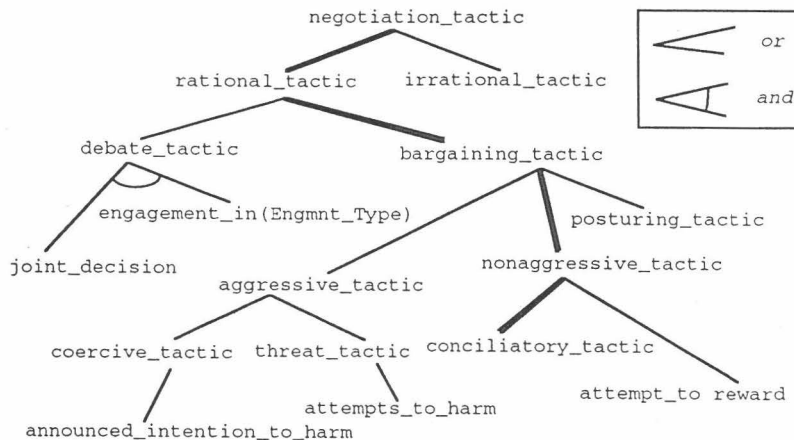 negotiation_tactic
or
rational_tactic
irrational_tactic
and
debate_tactic
bargaining_tactic
engagement_in(Engmnt_Type)
posturing_tactic
joint_decision
nonaggressive_tactic
aggressive_tactic
coercive_tactic
threat_tactic
conciliatory_tactic
attempt_to reward
attempts_to_harm
announced_intention_to_harm